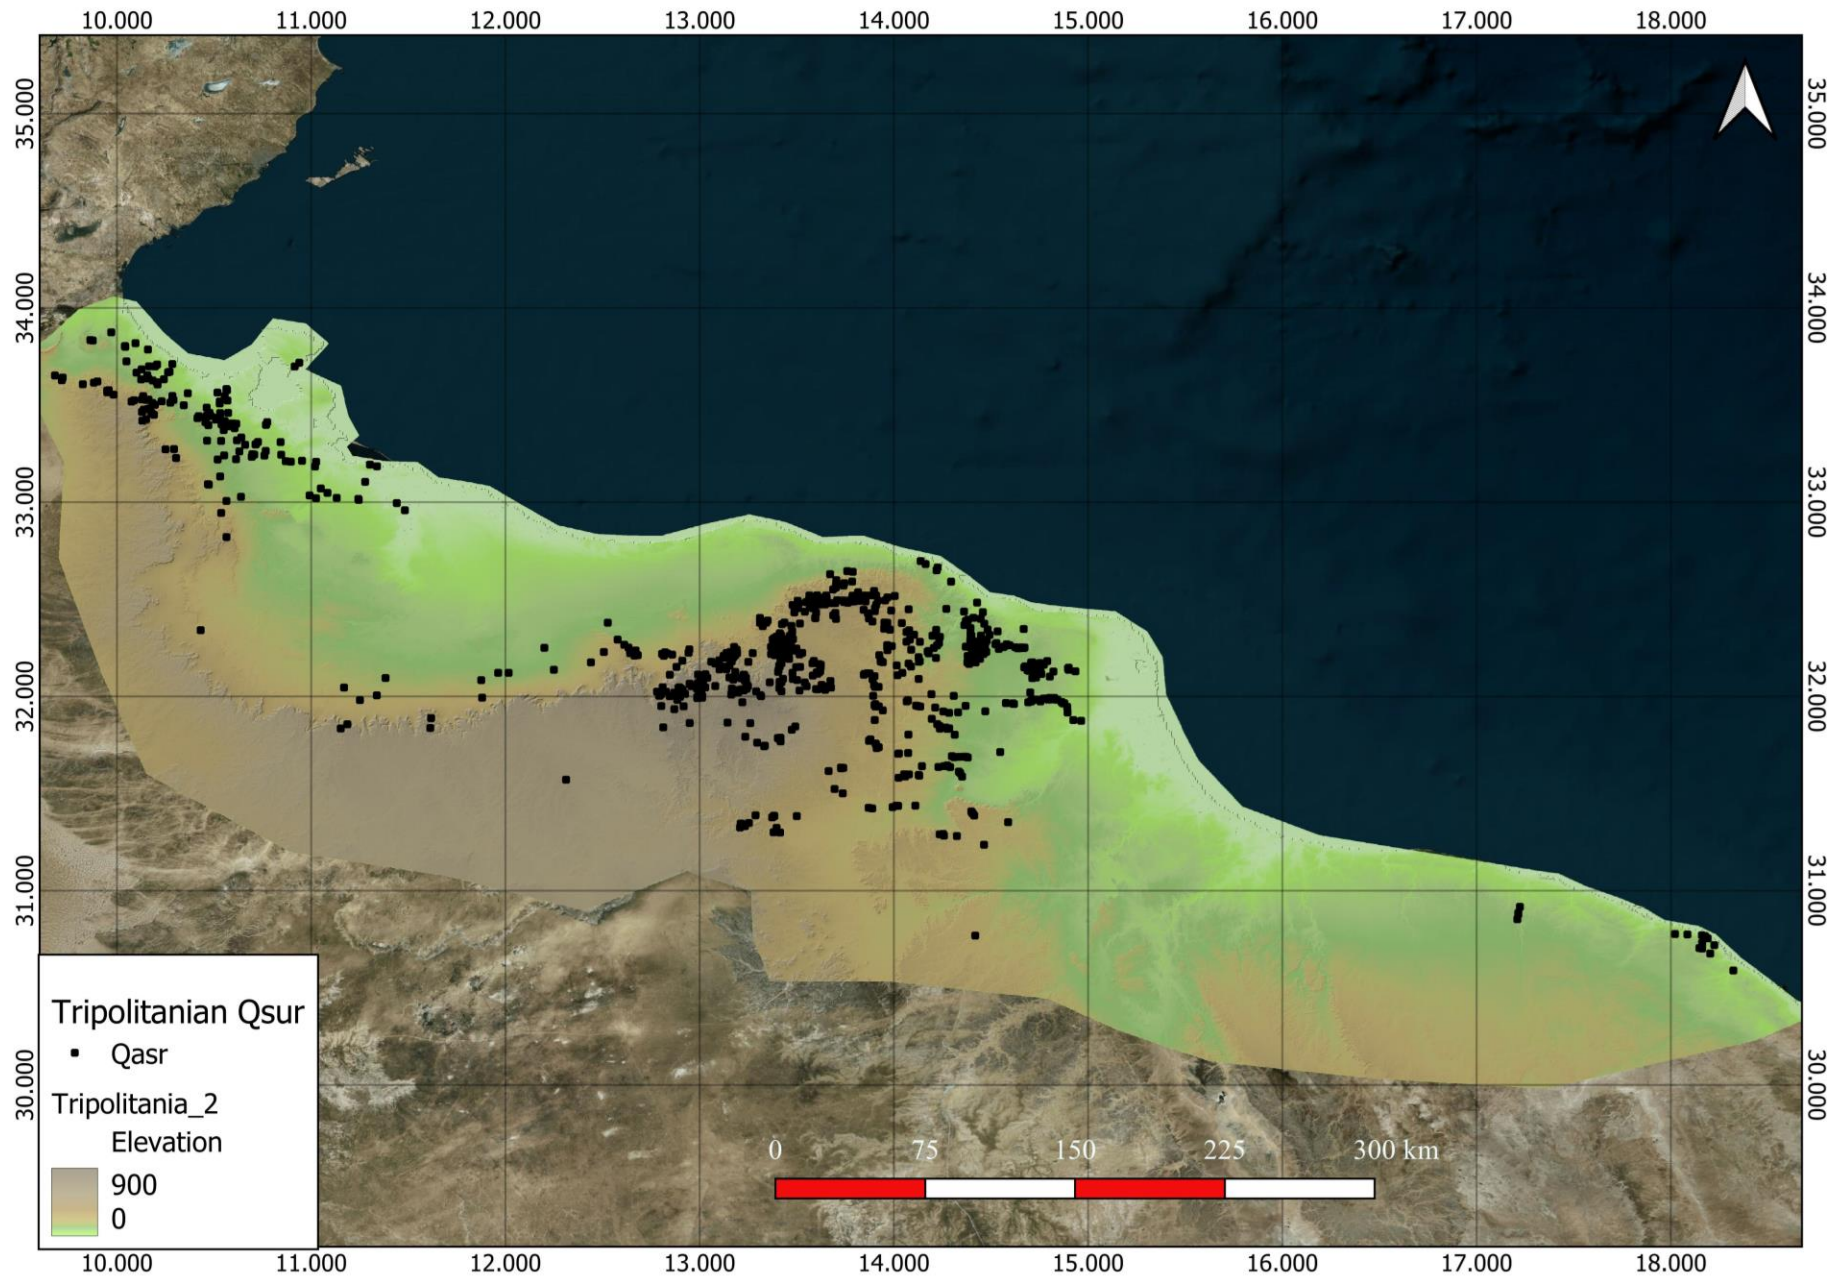 10.000 11.000 12.000 13.000 14.000 15.000 16.000 17.000 18.000
35.000 35.000
34.000 34.000
33.000 33.000
32.000 32.000
31.000 31.000
30.000 30.000
Tripolitanian Qsur
Qasr
Tripolitania_2
Elevation
900
0
0 75 150 225 300 km
10.000 11.000 12.000 13.000 14.000 15.000 16.000 17.000 18.000